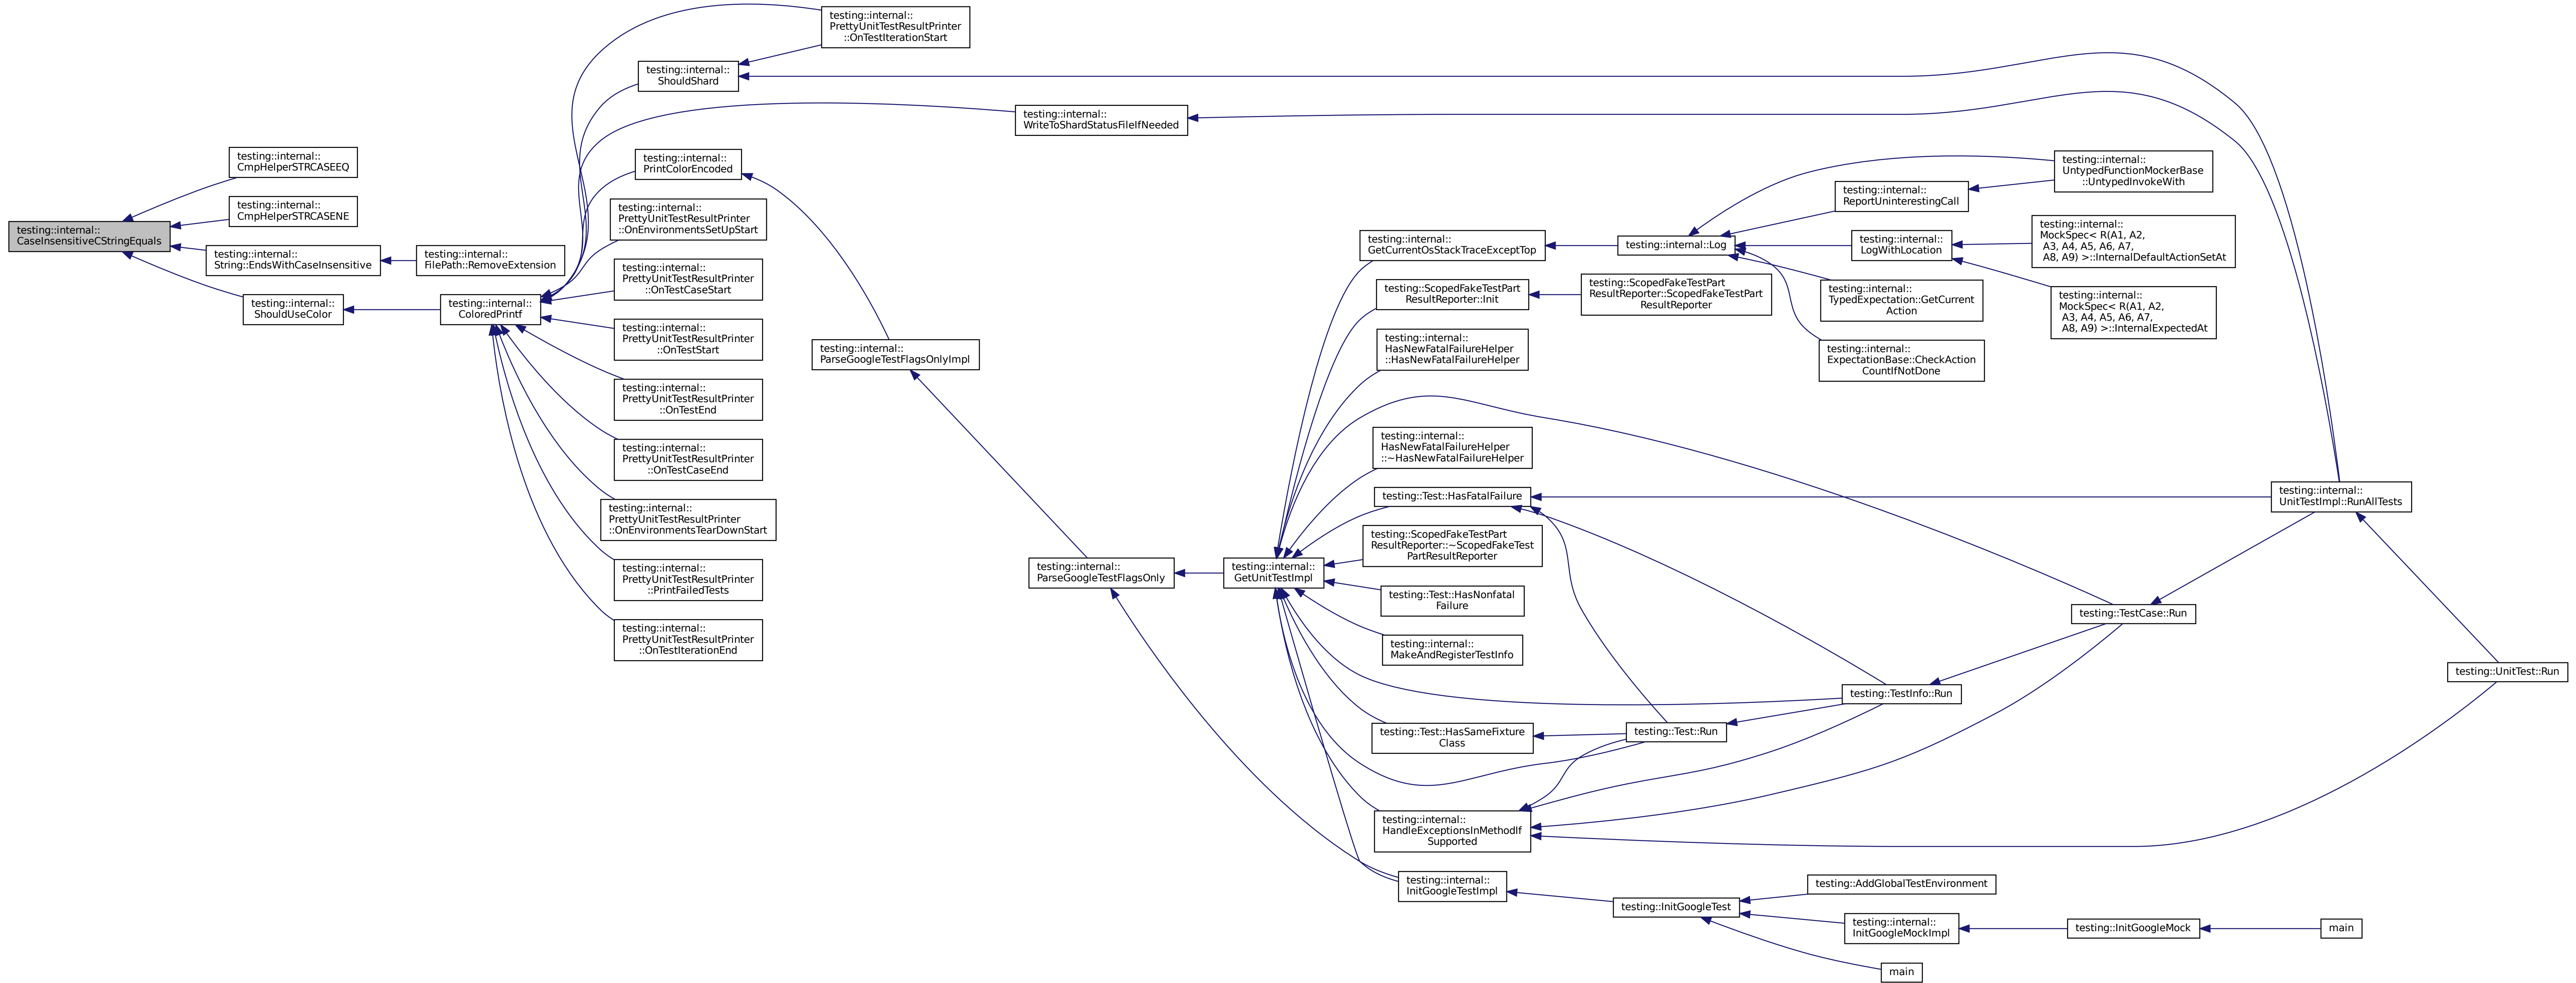 testing::internal::
CaseInsensitiveCStringEquals
testing::internal::
CmpHelperSTRCASEEQ
testing::internal::
CmpHelperSTRCASENE
testing::internal::
String::EndsWithCaseInsensitive
testing::internal::
FilePath::RemoveExtension
testing::internal::
ShouldUseColor
testing::internal::
ColoredPrintf
testing::internal::
PrettyUnitTestResultPrinter
::OnTestIterationStart
testing::internal::
ShouldShard
testing::internal::
WriteToShardStatusFileIfNeeded
testing::internal::
PrintColorEncoded
testing::internal::
PrettyUnitTestResultPrinter
::OnEnvironmentsSetUpStart
testing::internal::
PrettyUnitTestResultPrinter
::OnTestCaseStart
testing::internal::
PrettyUnitTestResultPrinter
::OnTestStart
testing::internal::
PrettyUnitTestResultPrinter
::OnTestEnd
testing::internal::
PrettyUnitTestResultPrinter
::OnTestCaseEnd
testing::internal::
PrettyUnitTestResultPrinter
::OnEnvironmentsTearDownStart
testing::internal::
PrettyUnitTestResultPrinter
::PrintFailedTests
testing::internal::
PrettyUnitTestResultPrinter
::OnTestIterationEnd
testing::internal::
ParseGoogleTestFlagsOnlyImpl
testing::internal::
ParseGoogleTestFlagsOnly
testing::internal::
GetUnitTestImpl
testing::internal::
GetCurrentOsStackTraceExceptTop
testing::ScopedFakeTestPart
ResultReporter::Init
testing::internal::
HasNewFatalFailureHelper
::HasNewFatalFailureHelper
testing::internal::
HasNewFatalFailureHelper
::~HasNewFatalFailureHelper
testing::Test::HasFatalFailure
testing::ScopedFakeTestPart
ResultReporter::~ScopedFakeTest
PartResultReporter
testing::Test::HasNonfatal
Failure
testing::internal::
MakeAndRegisterTestInfo
testing::Test::HasSameFixture
Class
testing::internal::
HandleExceptionsInMethodIf
Supported
testing::internal::
InitGoogleTestImpl
testing::internal::Log
testing::ScopedFakeTestPart
ResultReporter::ScopedFakeTestPart
ResultReporter
testing::Test::Run
testing::InitGoogleTest
testing::internal::
ReportUninterestingCall
testing::internal::
LogWithLocation
testing::internal::
TypedExpectation::GetCurrent
Action
testing::internal::
ExpectationBase::CheckAction
CountIfNotDone
testing::TestInfo::Run
testing::AddGlobalTestEnvironment
testing::internal::
InitGoogleMockImpl
main
testing::internal::
UntypedFunctionMockerBase
::UntypedInvokeWith
testing::internal::
MockSpec< R(A1, A2,
A3, A4, A5, A6, A7,
A8, A9) >::InternalDefaultActionSetAt
testing::internal::
MockSpec< R(A1, A2,
A3, A4, A5, A6, A7,
A8, A9) >::InternalExpectedAt
testing::TestCase::Run
testing::InitGoogleMock
testing::internal::
UnitTestImpl::RunAllTests
main
testing::UnitTest::Run